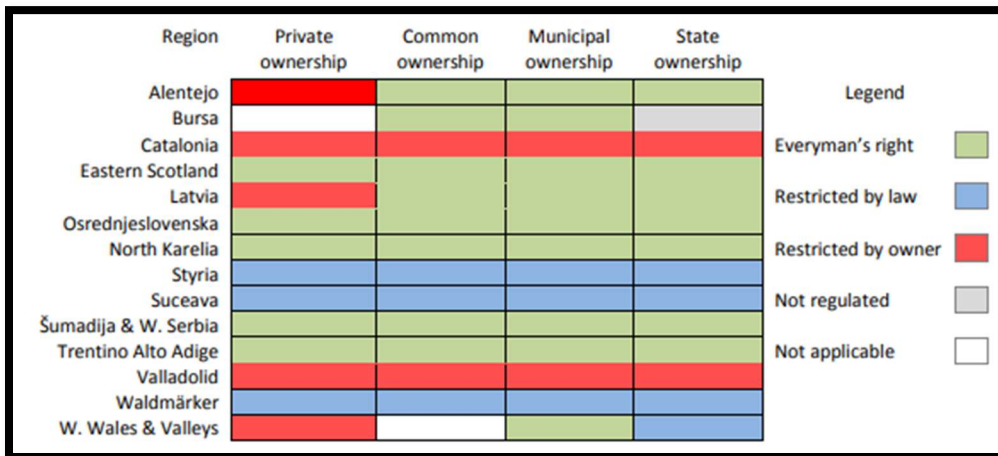 Region Private ownership Common ownership Municipal ownership State ownership
Alentejo
Bursa
Catalonia
Eastern Scotland
Latvia
Osrednjeslovenska
North Karelia
Styria
Suceava
Šumadija & W. Serbia
Trentino Alto Adige
Valladolid
Waldmärker
W. Wales & Valleys
Legend
Everyman's right
Restricted by law
Restricted by owner
Not regulated
Not applicable